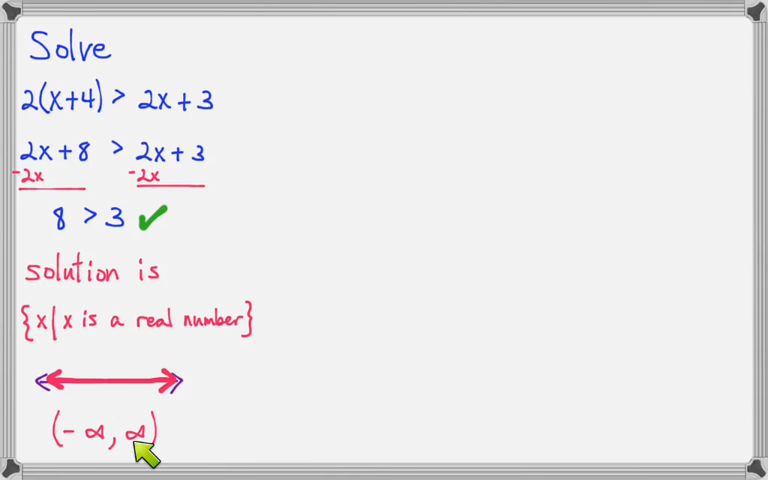 Solve
2(x+4) > 2x+3
2x+8 > 2x+3
-2x -2x
8 > 3 ✓
solution is
{x|x is a real number}
(-∞, ∞)